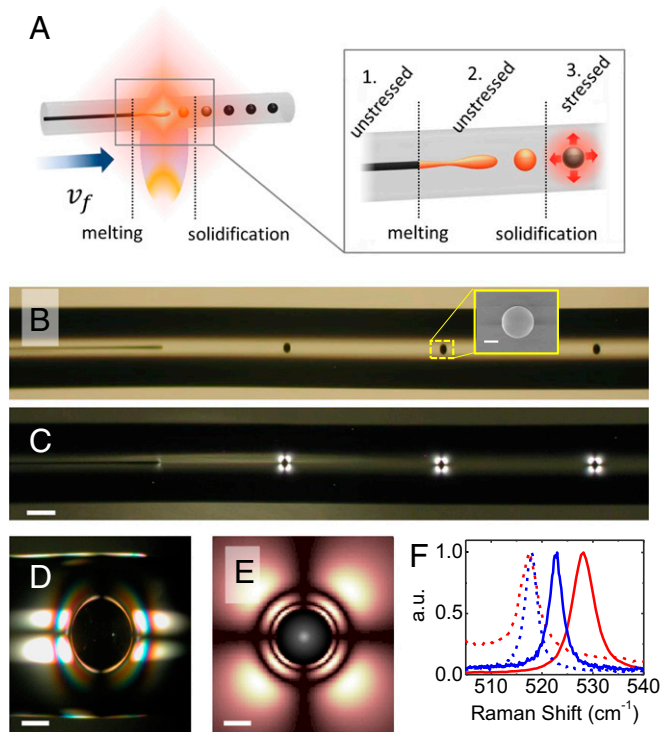 A
1.
unstressed
2.
unstressed
3.
stressed
v_f
melting
solidification
melting
solidification
B
C
D
E
F
1.0
0.5
0.0
a.u.
510 520 530 540
Raman Shift (cm⁻¹)